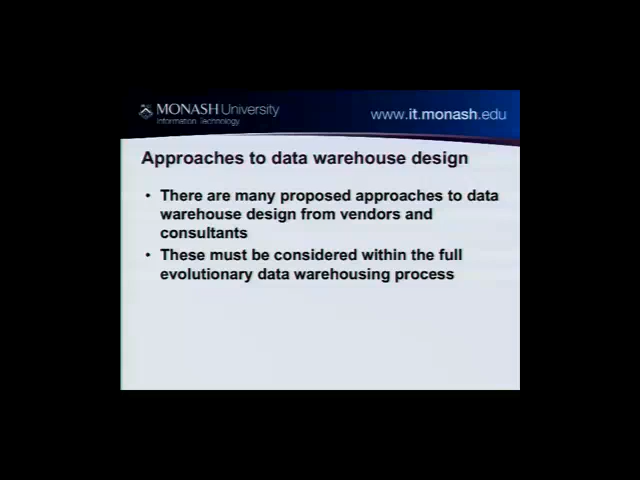 MONASH University
Information Technology
www.it.monash.edu
Approaches to data warehouse design
• There are many proposed approaches to data
warehouse design from vendors and
consultants
• These must be considered within the full
evolutionary data warehousing process